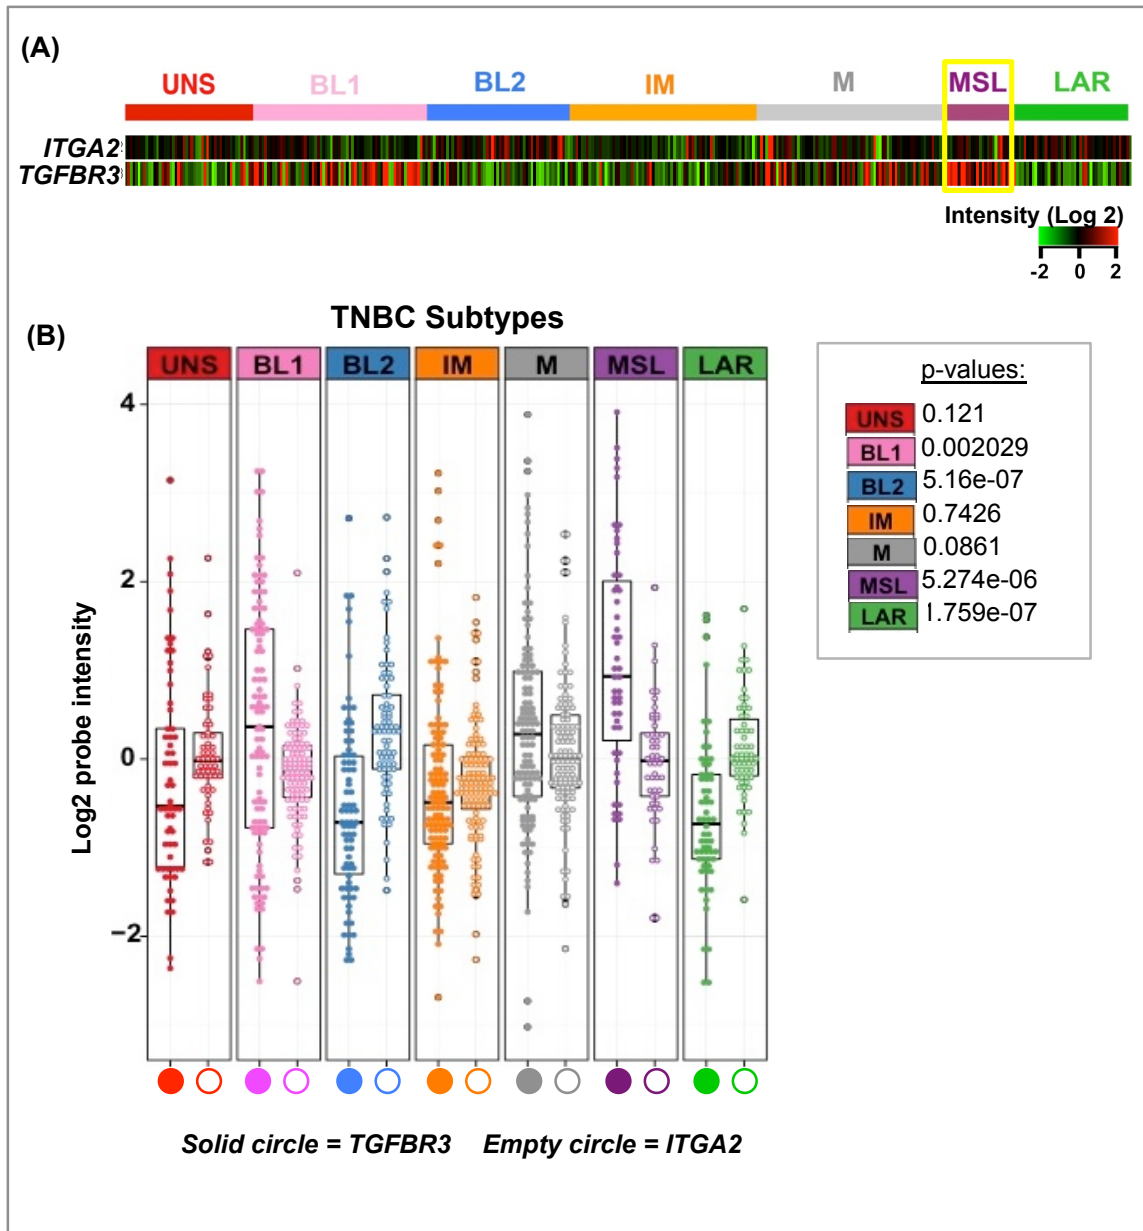 (A)
UNS BL1 BL2 IM M MSL LAR
ITGA2
TGFBR3
Intensity (Log 2)
-2 0 2
(B)
TNBC Subtypes
UNS BL1 BL2 IM M MSL LAR
4
2
0
−2
Log2 probe intensity
p-values:
UNS 0.121
BL1 0.002029
BL2 5.16e-07
IM 0.7426
M 0.0861
MSL 5.274e-06
LAR 1.759e-07
Solid circle = TGFBR3 Empty circle = ITGA2